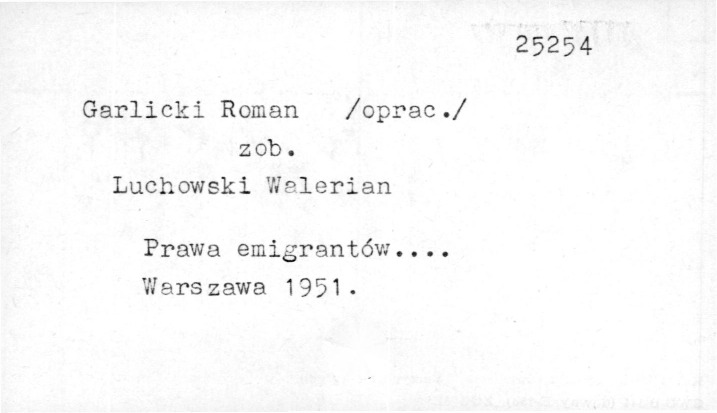 25254
Garlicki Roman /oprac./
zob.
Luchowski Walerian
Prawa emigrantów....
Warszawa 1951.